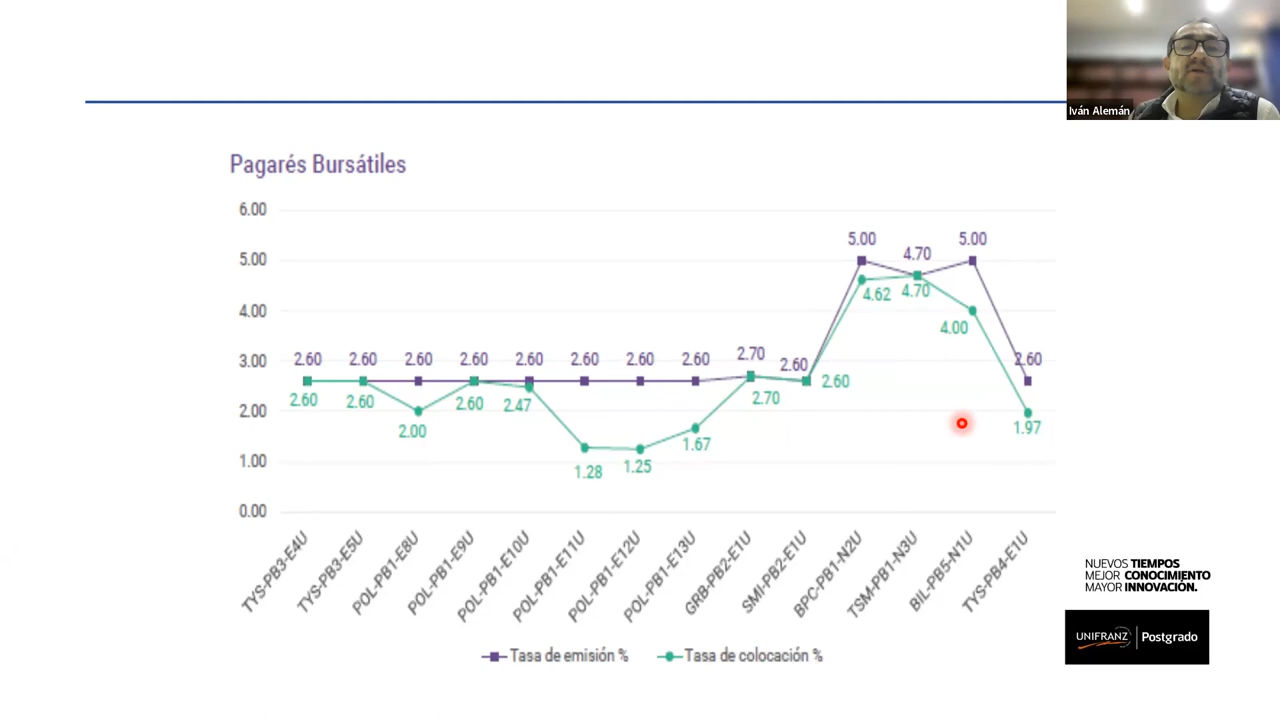 Iván Alemán
Pagarés Bursátiles
6.00
5.00
4.00
3.00
2.00
1.00
0.00
2.60 2.60 2.60 2.60 2.60 2.60 2.60 2.60 2.70 2.60 5.00 4.70 5.00 2.60
2.60 2.60 2.00 2.60 2.47 1.28 1.25 1.67 2.70 2.60 4.62 4.70 4.00 1.97
TYS-PB3-E4U
TYS-PB3-E5U
POL-PB1-E8U
POL-PB1-E9U
POL-PB1-E10U
POL-PB1-E11U
POL-PB1-E12U
POL-PB1-E13U
GRB-PB2-E1U
SMI-PB2-E1U
BPC-PB1-N2U
TSM-PB1-N3U
BIL-PB5-N1U
TYS-PB4-E1U
Tasa de emisión % Tasa de colocación %
NUEVOS TIEMPOS
MEJOR CONOCIMIENTO
MAYOR INNOVACIÓN.
UNIFRANZ Postgrado